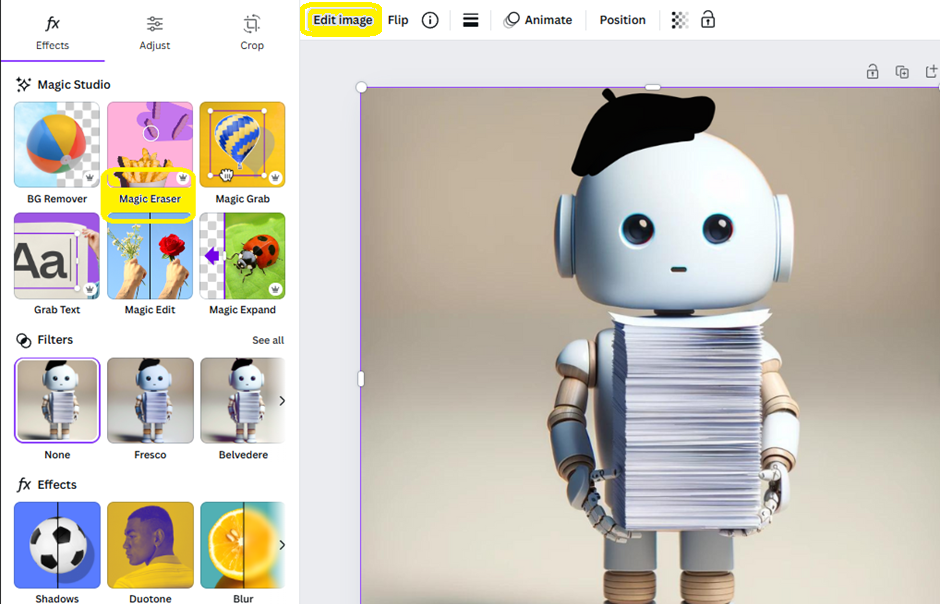 Effects
Adjust
Crop
Edit image
Flip
Animate
Position
Magic Studio
BG Remover
Magic Eraser
Magic Grab
Aa
Grab Text
Magic Edit
Magic Expand
Filters
See all
None
Fresco
Belvedere
fx Effects
Shadows
Duotone
Blur